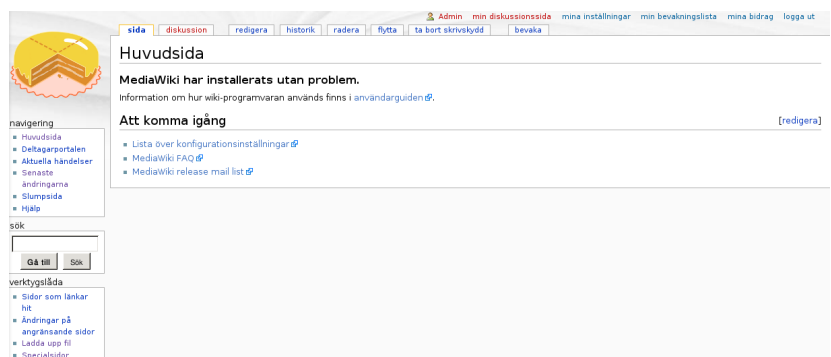 Admin min diskussionssida mina inställningar min bevakningslista mina bidrag logga ut
sida diskussion redigera historik radera flytta ta bort skrivskydd bevaka
Huvudsida
MediaWiki har installerats utan problem.
Information om hur wiki-programvaran används finns i användarguiden.
Att komma igång [redigera]
Lista över konfigurationsinställningar
MediaWiki FAQ
MediaWiki release mail list
navigering
Huvudsida
Deltagarportalen
Aktuella händelser
Senaste
ändringarna
Slumpsida
Hjälp
sök
Gå till Sök
verktygslåda
Sidor som länkar
hit
Ändringar på
angränsande sidor
Ladda upp fil
Specialsidor